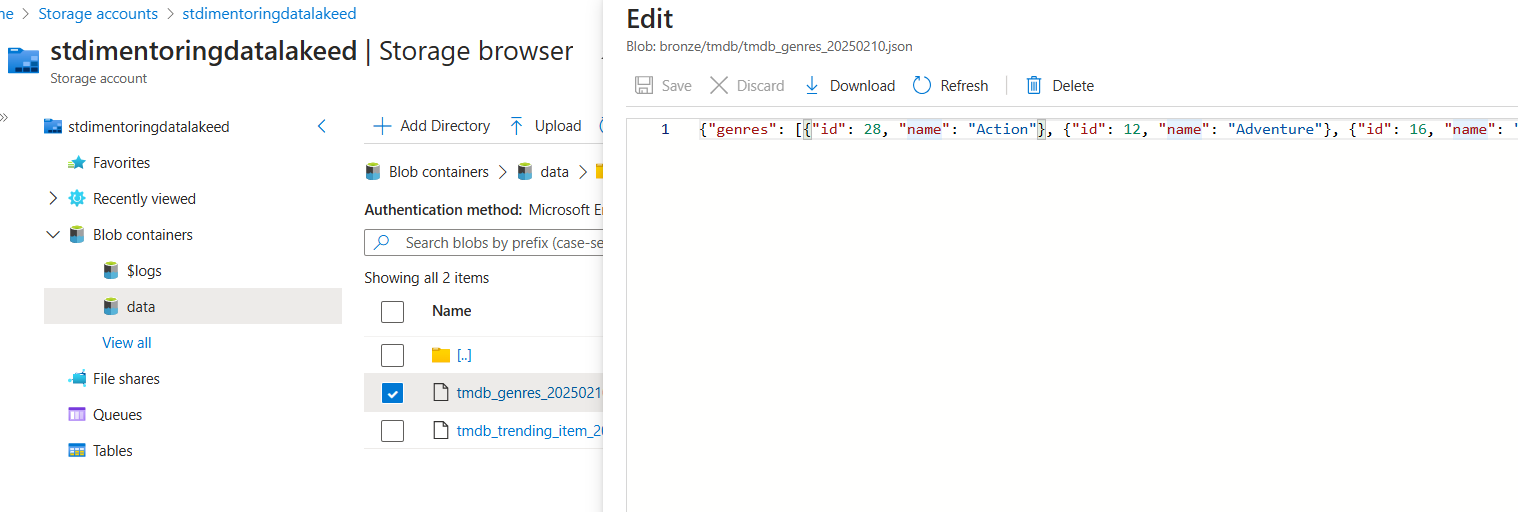 ne > Storage accounts > stdimentoringdatalakeed
stdimentoringdatalakeed | Storage browser
Storage account
stdimentoringdatalakeed
Favorites
Recently viewed
Blob containers
$logs
data
View all
File shares
Queues
Tables
Add Directory Upload
Blob containers > data >
Authentication method: Microsoft E
Search blobs by prefix (case-se
Showing all 2 items
Name
[..]
tmdb_genres_2025021
tmdb_trending_item_2
Edit
Blob: bronze/tmdb/tmdb_genres_20250210.json
Save Discard Download Refresh Delete
1 {"genres": [{"id": 28, "name": "Action"}, {"id": 12, "name": "Adventure"}, {"id": 16, "name": "